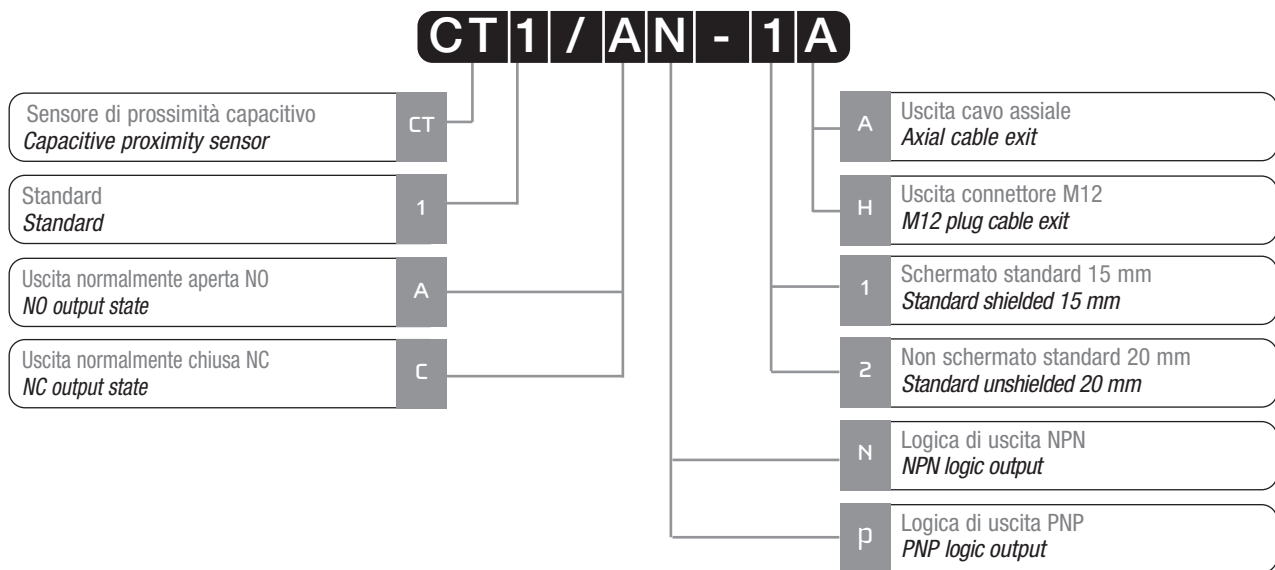 CT1/AN-1A
Sensore di prossimità capacitivo
Capacitive proximity sensor
CT
Standard
Standard
1
Uscita normalmente aperta NO
NO output state
A
Uscita normalmente chiusa NC
NC output state
C
A
Uscita cavo assiale
Axial cable exit
H
Uscita connettore M12
M12 plug cable exit
1
Schermato standard 15 mm
Standard shielded 15 mm
2
Non schermato standard 20 mm
Standard unshielded 20 mm
N
Logica di uscita NPN
NPN logic output
p
Logica di uscita PNP
PNP logic output